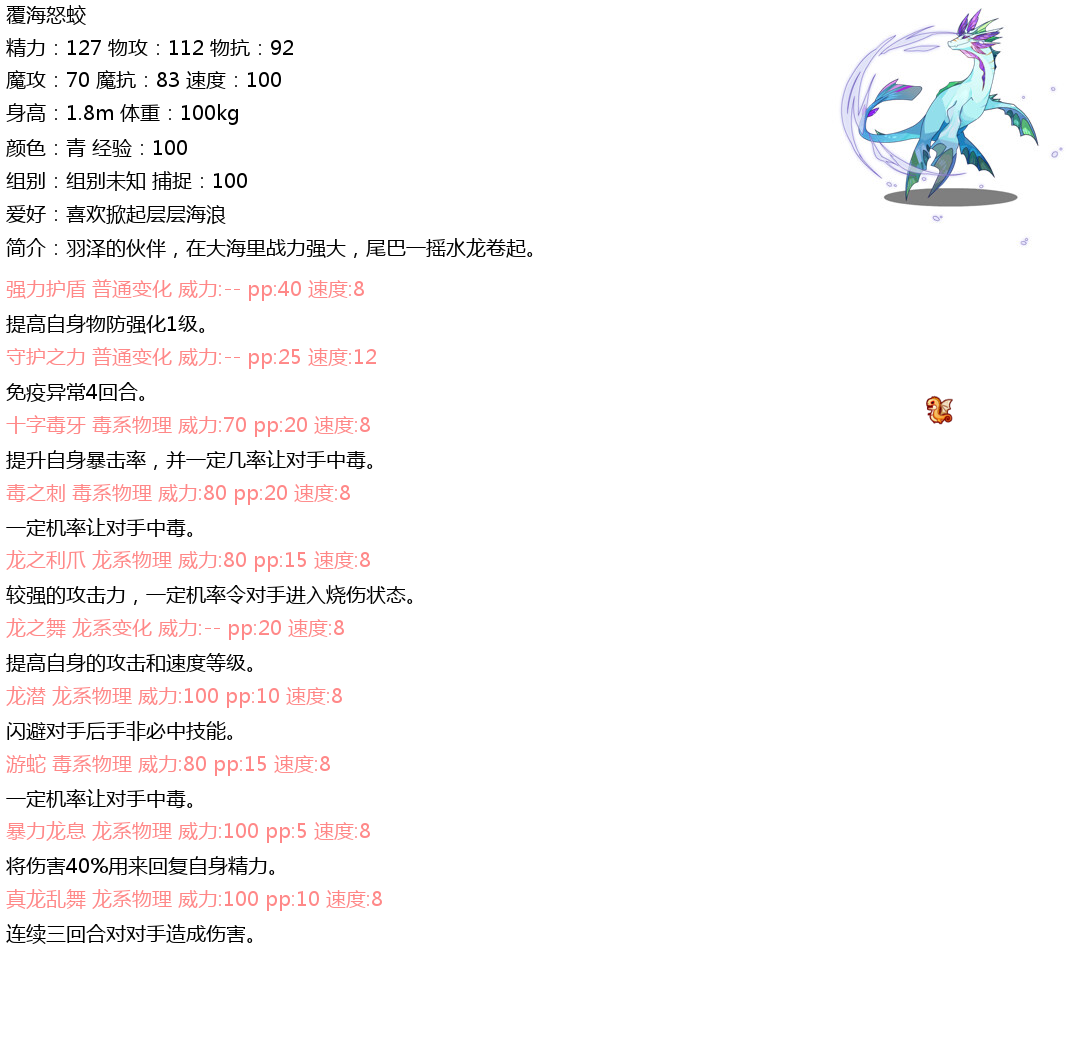 覆海怒蛟
精力：127 物攻：112 物抗：92
魔攻：70 魔抗：83 速度：100
身高：1.8m 体重：100kg
颜色：青 经验：100
组别：组别未知 捕捉：100
爱好：喜欢掀起层层海浪
简介：羽泽的伙伴，在大海里战力强大，尾巴一摇水龙卷起。
强力护盾 普通变化 威力:-- pp:40 速度:8
提高自身物防强化1级。
守护之力 普通变化 威力:-- pp:25 速度:12
免疫异常4回合。
十字毒牙 毒系物理 威力:70 pp:20 速度:8
提升自身暴击率，并一定几率让对手中毒。
毒之刺 毒系物理 威力:80 pp:20 速度:8
一定机率让对手中毒。
龙之利爪 龙系物理 威力:80 pp:15 速度:8
较强的攻击力，一定机率令对手进入烧伤状态。
龙之舞 龙系变化 威力:-- pp:20 速度:8
提高自身的攻击和速度等级。
龙潜 龙系物理 威力:100 pp:10 速度:8
闪避对手后手非必中技能。
游蛇 毒系物理 威力:80 pp:15 速度:8
一定机率让对手中毒。
暴力龙息 龙系物理 威力:100 pp:5 速度:8
将伤害40%用来回复自身精力。
真龙乱舞 龙系物理 威力:100 pp:10 速度:8
连续三回合对对手造成伤害。